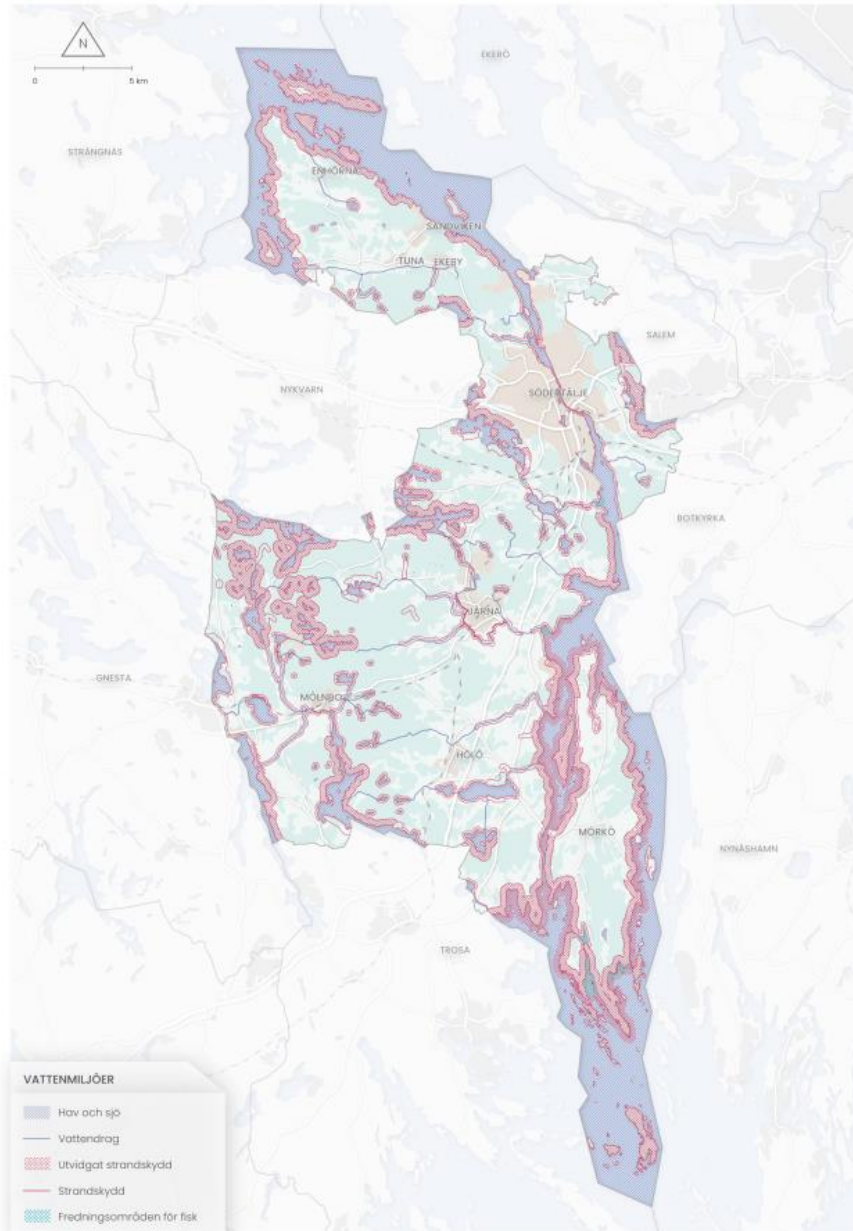 N
0 5 km
EKERÖ
STRÄNGNÄS
ENHÖRNA
SANDVIKEN
TUNA EKEBY
SALEM
NYKVARN
SÖDERTÄLJE
BOTKYRKA
JÄRNA
GNESTA
MÖLNBO
HÖLÖ
MÖRKÖ
NYNÄSHAMN
TROSA
VATTENMILJÖER
Hav och sjö
Vattendrag
Utvidgat strandskydd
Strandskydd
Fredningsområden för fisk